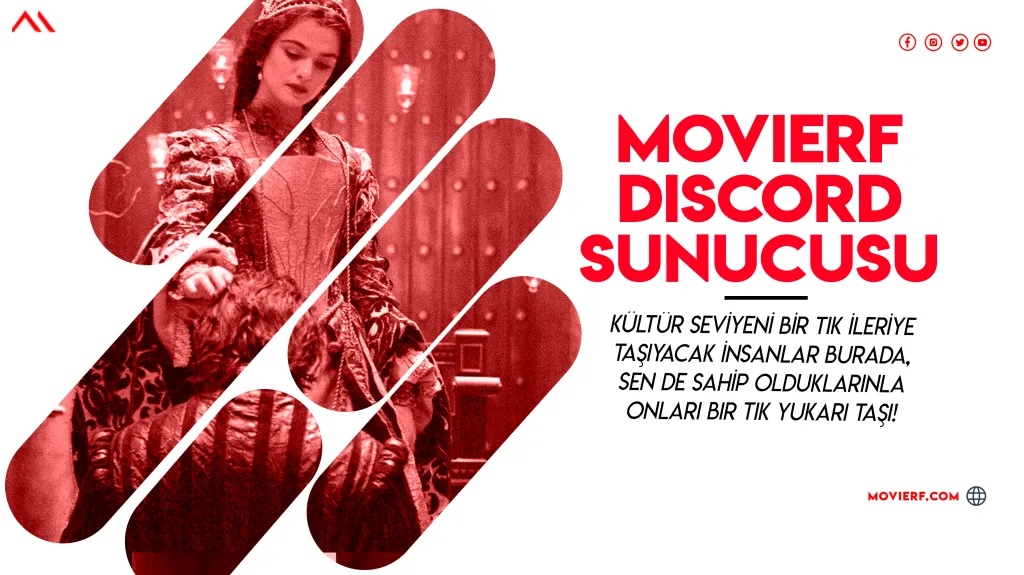 MOVIERF
DISCORD
SUNUCUSU
KÜLTÜR SEVİYENİ BİR TIK İLERİYE
TAŞIYACAK İNSANLAR BURADA,
SEN DE SAHİP OLDUKLARINLA
ONLARI BIR TIK YUKARI TAŞI!
MOVIERF.COM